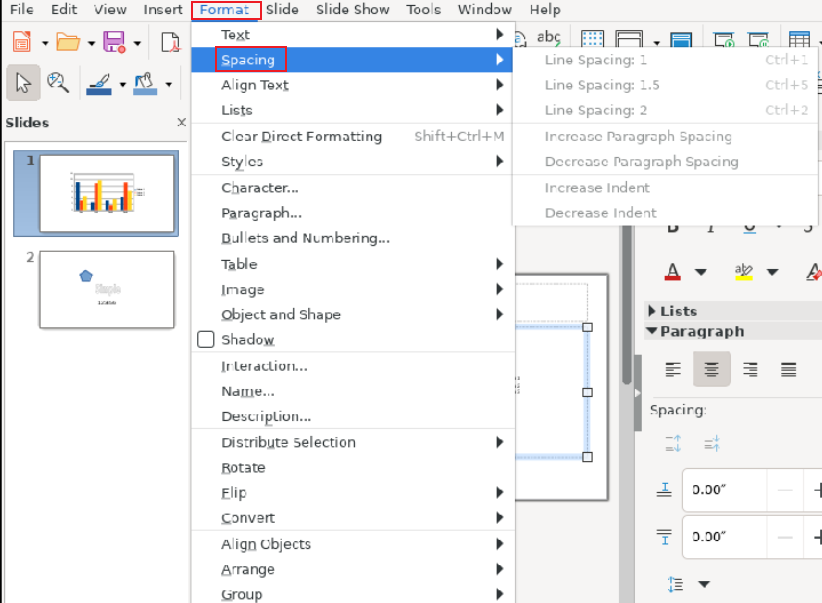 File Edit View Insert Format Slide Slide Show Tools Window Help
abc
Slides
1
2
Text
Spacing
Align Text
Lists
Clear Direct Formatting Shift+Ctrl+M
Styles
Character...
Paragraph...
Bullets and Numbering...
Table
Image
Object and Shape
Shadow
Interaction...
Name...
Description...
Distribute Selection
Rotate
Flip
Convert
Align Objects
Arrange
Group
Line Spacing: 1 Ctrl+1
Line Spacing: 1.5 Ctrl+5
Line Spacing: 2 Ctrl+2
Increase Paragraph Spacing
Decrease Paragraph Spacing
Increase Indent
Decrease Indent
Lists
Paragraph
Spacing:
0.00″
0.00″